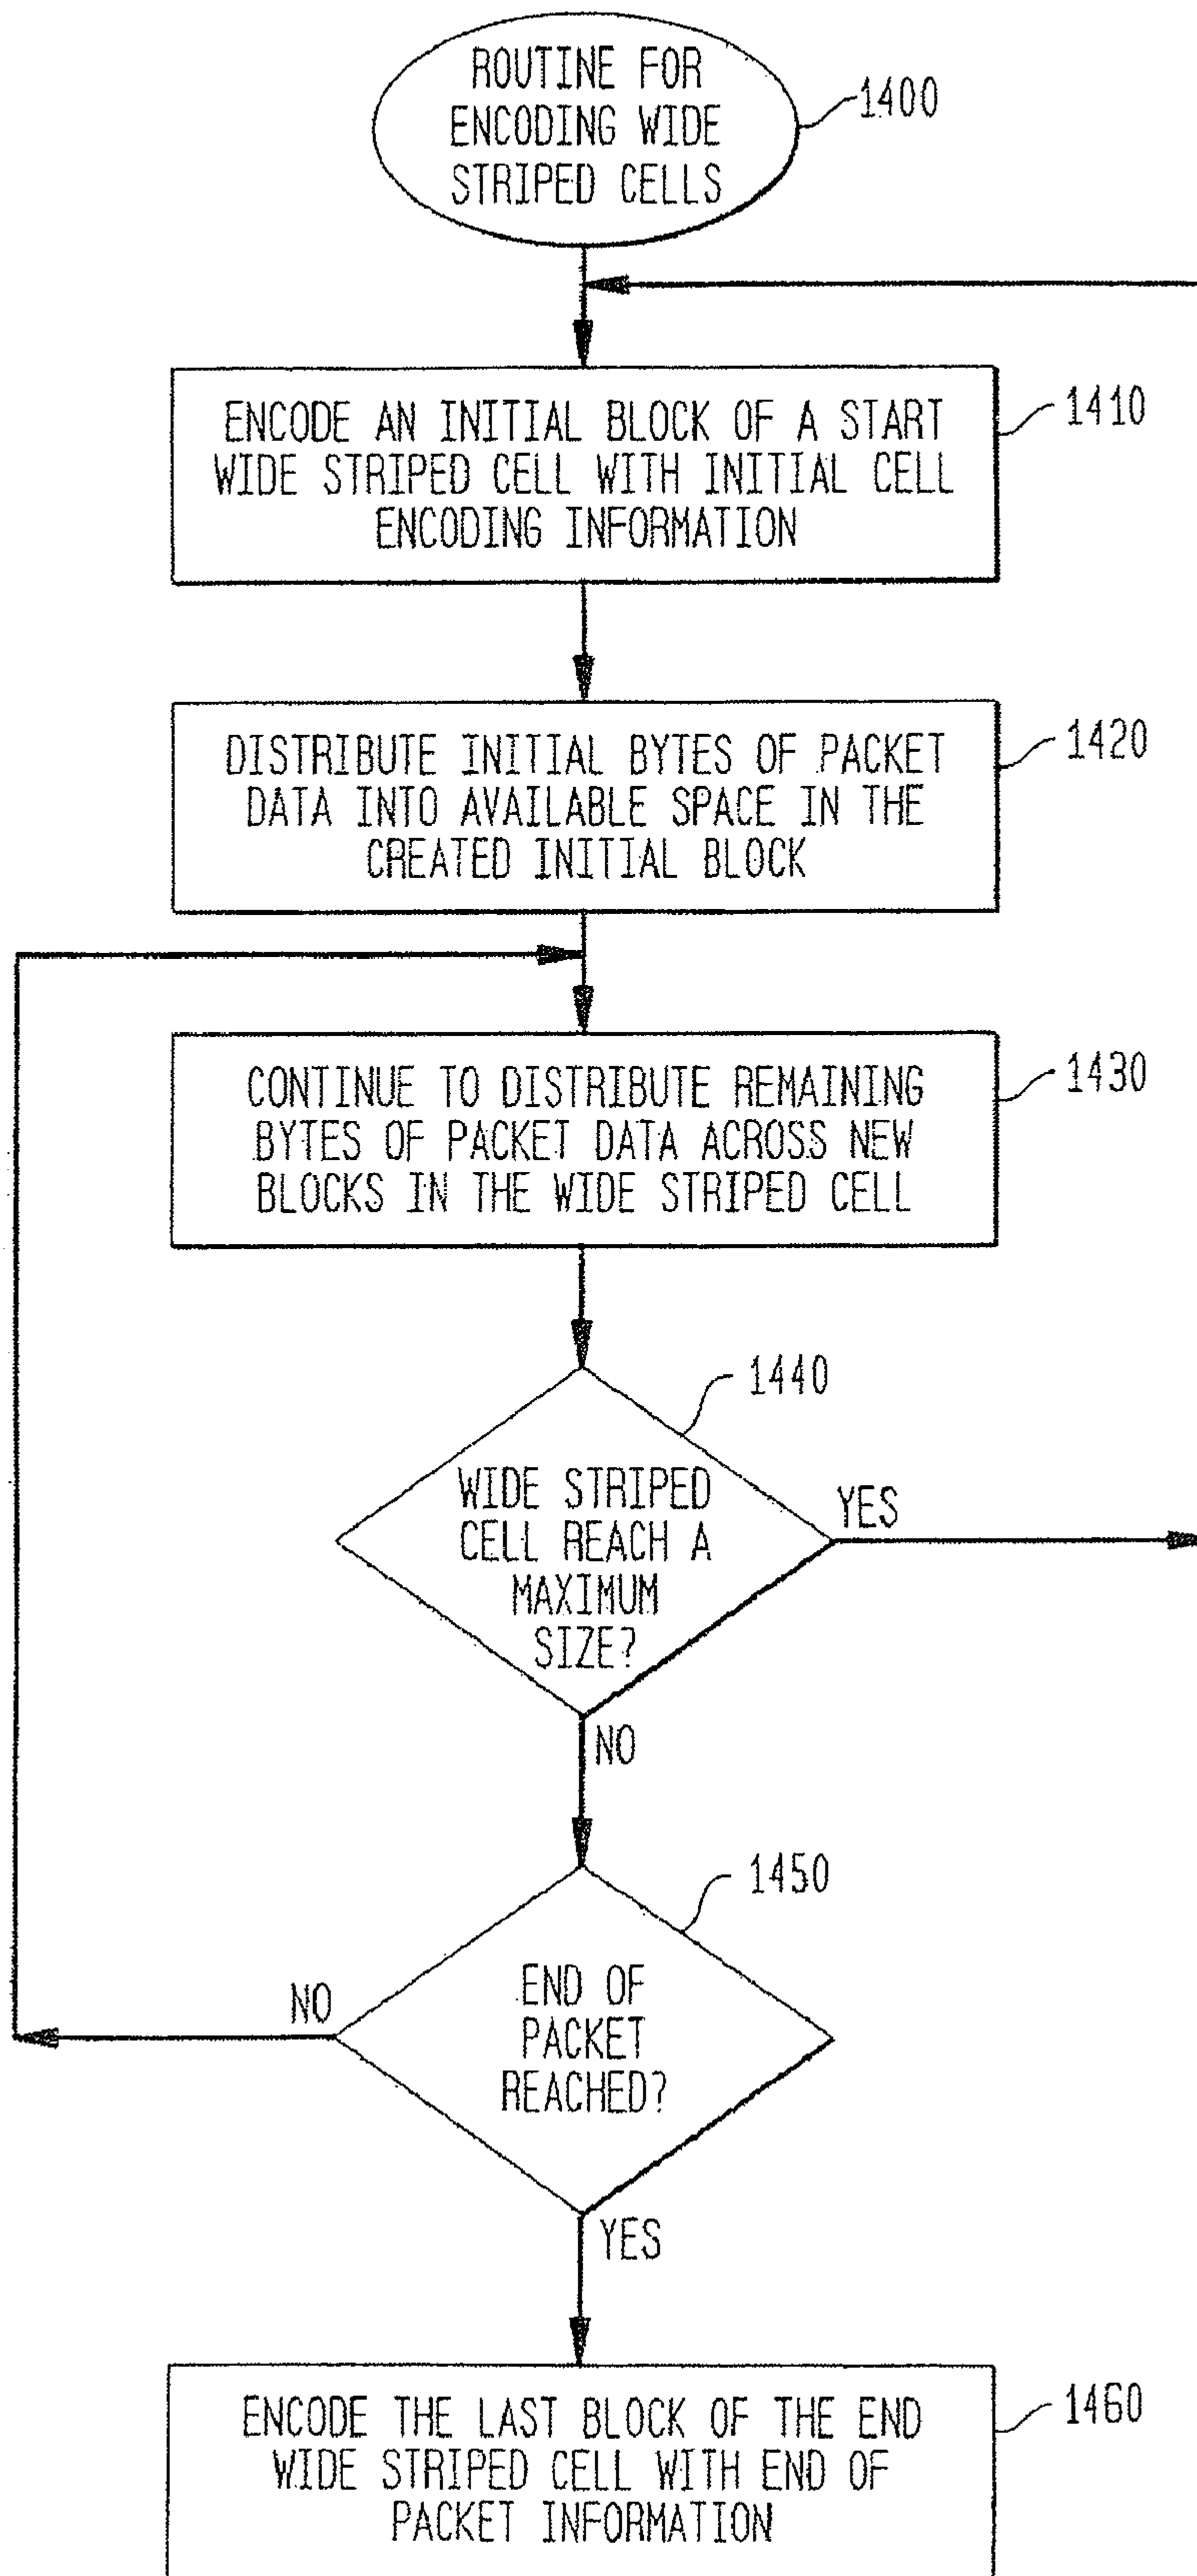 ROUTINE FOR
ENCODING WIDE
STRIPED CELLS
1400
ENCODE AN INITIAL BLOCK OF A START
WIDE STRIPED CELL WITH INITIAL CELL
ENCODING INFORMATION
1410
DISTRIBUTE INITIAL BYTES OF PACKET
DATA INTO AVAILABLE SPACE IN THE
CREATED INITIAL BLOCK
1420
CONTINUE TO DISTRIBUTE REMAINING
BYTES OF PACKET DATA ACROSS NEW
BLOCKS IN THE WIDE STRIPED CELL
1430
1440
WIDE STRIPED
CELL REACH A
MAXIMUM
SIZE?
YES
NO
1450
END OF
PACKET
REACHED?
NO
YES
ENCODE THE LAST BLOCK OF THE END
WIDE STRIPED CELL WITH END OF
PACKET INFORMATION
1460